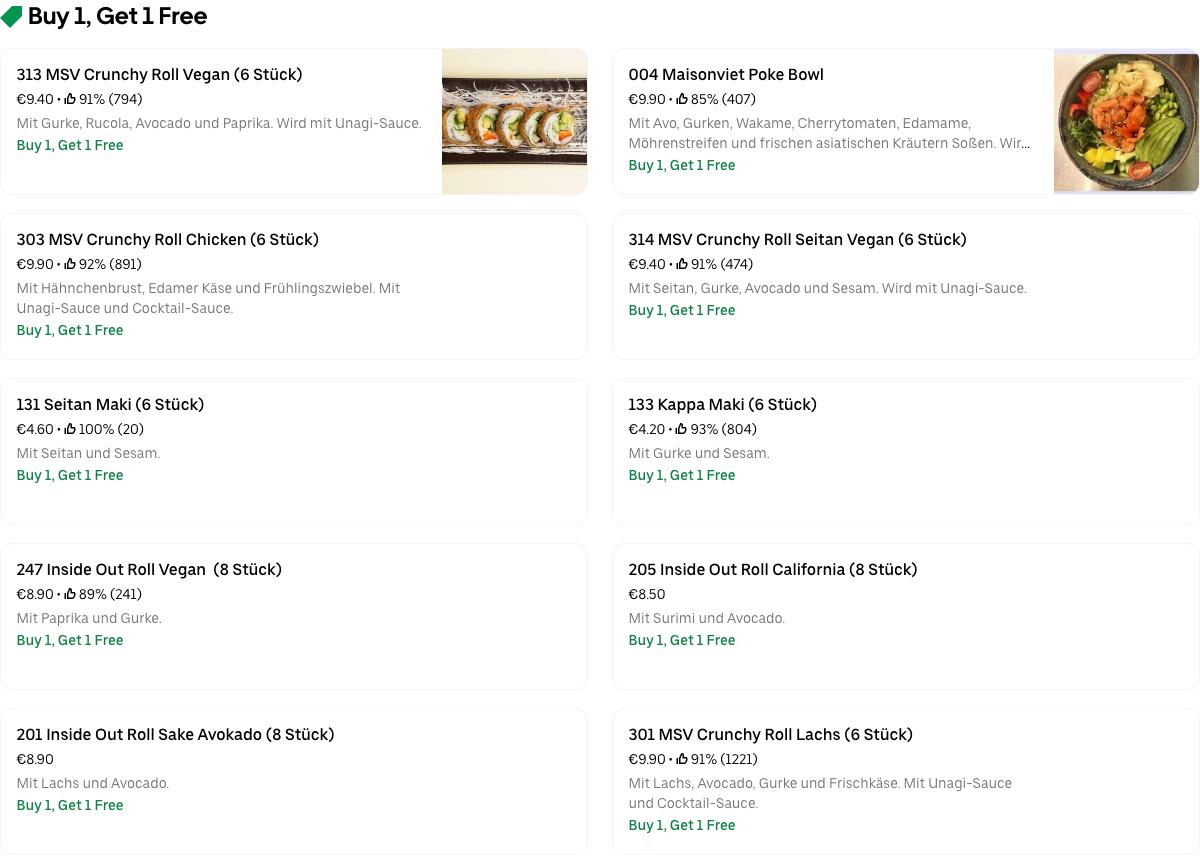 Buy 1, Get 1 Free
313 MSV Crunchy Roll Vegan (6 Stück)
€9.40 • 91% (794)
Mit Gurke, Rucola, Avocado und Paprika. Wird mit Unagi-Sauce.
Buy 1, Get 1 Free
004 Maisonviet Poke Bowl
€9.90 • 85% (407)
Mit Avo, Gurken, Wakame, Cherrytomaten, Edamame,
Möhrenstreifen und frischen asiatischen Kräutern Soßen. Wir...
Buy 1, Get 1 Free
303 MSV Crunchy Roll Chicken (6 Stück)
€9.90 • 92% (891)
Mit Hähnchenbrust, Edamer Käse und Frühlingszwiebel. Mit
Unagi-Sauce und Cocktail-Sauce.
Buy 1, Get 1 Free
314 MSV Crunchy Roll Seitan Vegan (6 Stück)
€9.40 • 91% (474)
Mit Seitan, Gurke, Avocado und Sesam. Wird mit Unagi-Sauce.
Buy 1, Get 1 Free
131 Seitan Maki (6 Stück)
€4.60 • 100% (20)
Mit Seitan und Sesam.
Buy 1, Get 1 Free
133 Kappa Maki (6 Stück)
€4.20 • 93% (804)
Mit Gurke und Sesam.
Buy 1, Get 1 Free
247 Inside Out Roll Vegan (8 Stück)
€8.90 • 89% (241)
Mit Paprika und Gurke.
Buy 1, Get 1 Free
205 Inside Out Roll California (8 Stück)
€8.50
Mit Surimi und Avocado.
Buy 1, Get 1 Free
201 Inside Out Roll Sake Avokado (8 Stück)
€8.90
Mit Lachs und Avocado.
Buy 1, Get 1 Free
301 MSV Crunchy Roll Lachs (6 Stück)
€9.90 • 91% (1221)
Mit Lachs, Avocado, Gurke und Frischkäse. Mit Unagi-Sauce
und Cocktail-Sauce.
Buy 1, Get 1 Free